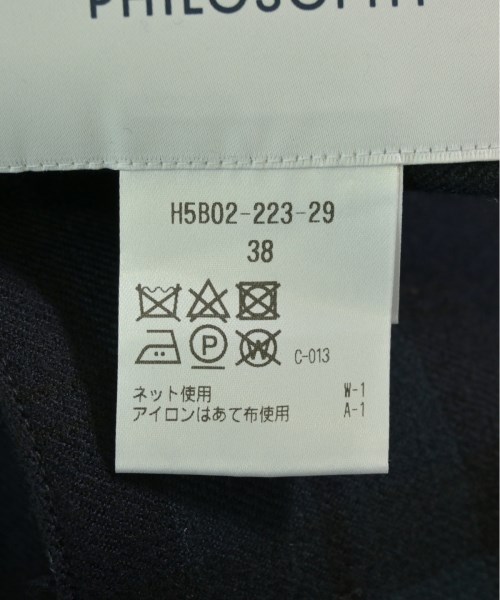 PHILOSOPHY
H5B02-223-29
38
P W C-013
ネット使用 W-1
アイロンはあて布使用 A-1